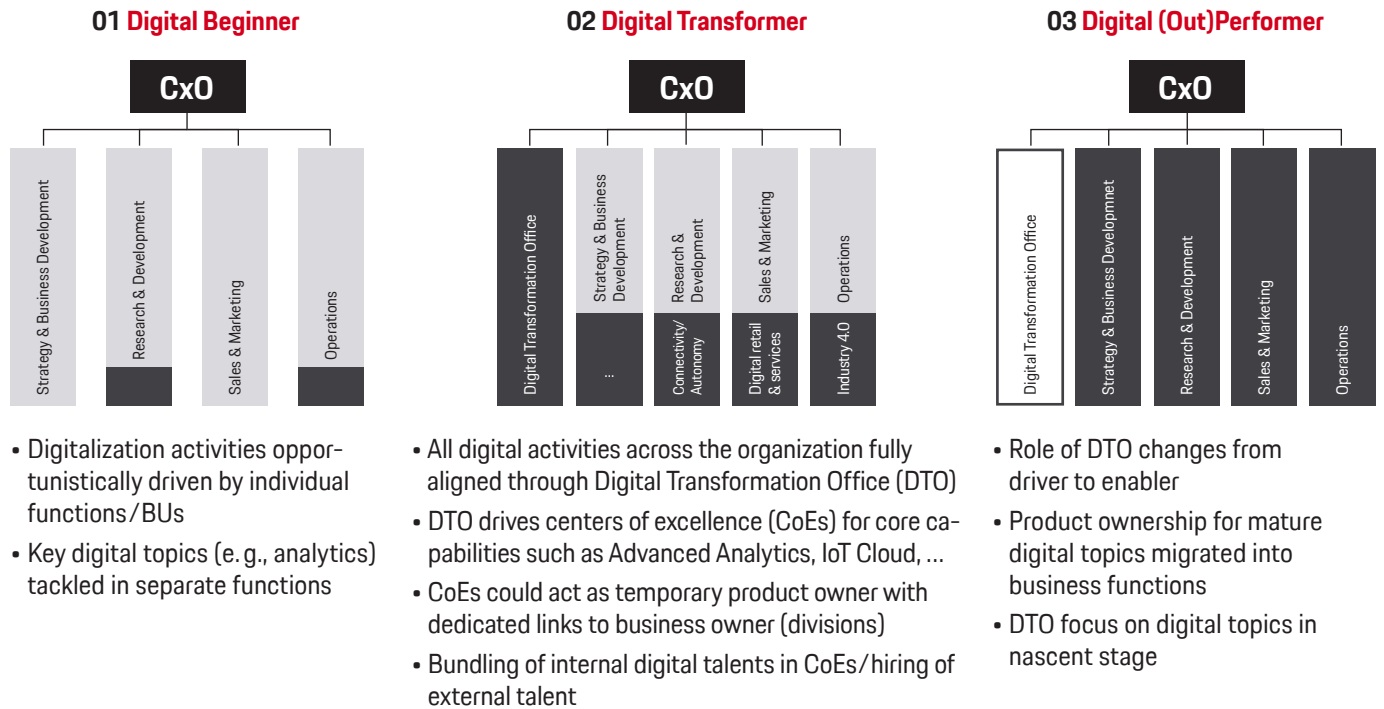 01 Digital Beginner
CxO
Strategy & Business Development
Research & Development
Sales & Marketing
Operations
• Digitalization activities oppor-
tunistically driven by individual
functions/BUs
• Key digital topics (e.g., analytics)
tackled in separate functions
02 Digital Transformer
CxO
Digital Transformation Office
Strategy & Business
Development
...
Research &
Development
Connectivity/
Autonomy
Sales & Marketing
Digital retail
& services
Operations
Industry 4.0
• All digital activities across the organization fully
aligned through Digital Transformation Office (DTO)
• DTO drives centers of excellence (CoEs) for core ca-
pabilities such as Advanced Analytics, IoT Cloud, ...
• CoEs could act as temporary product owner with
dedicated links to business owner (divisions)
• Bundling of internal digital talents in CoEs/hiring of
external talent
03 Digital (Out)Performer
CxO
Digital Transformation Office
Strategy & Business Developmnet
Research & Development
Sales & Marketing
Operations
• Role of DTO changes from
driver to enabler
• Product ownership for mature
digital topics migrated into
business functions
• DTO focus on digital topics in
nascent stage